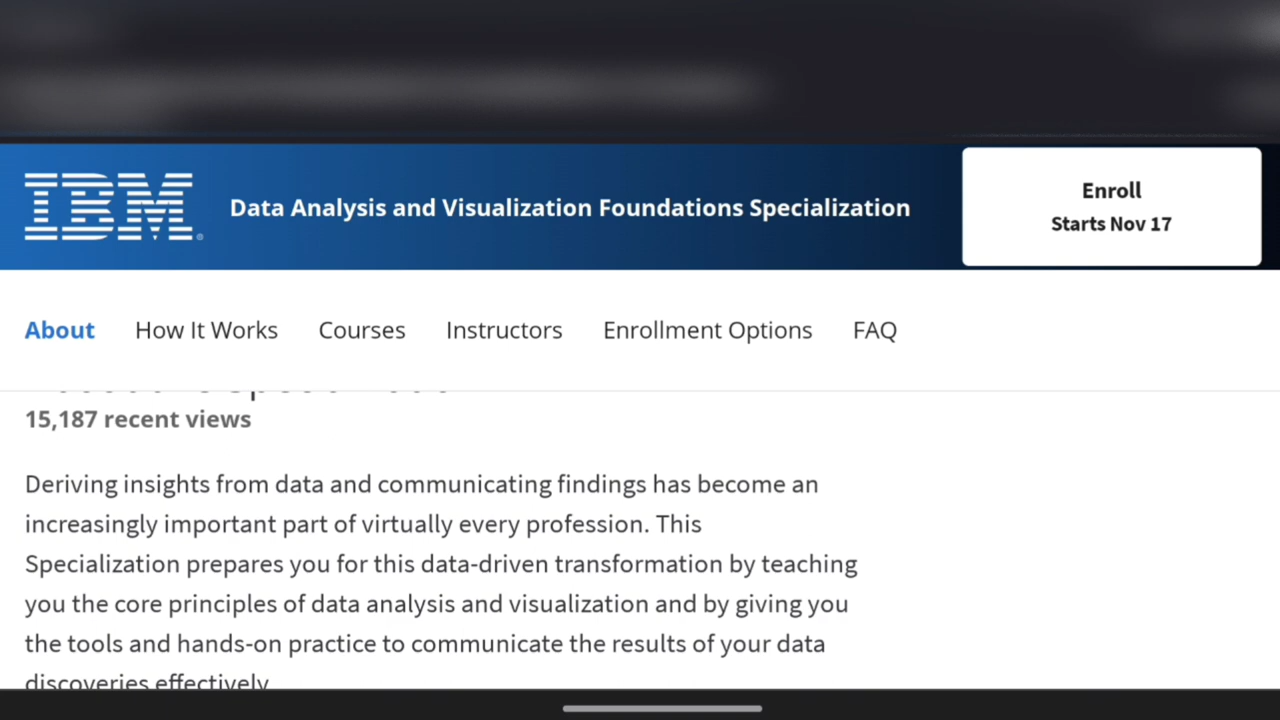 IBM
Data Analysis and Visualization Foundations Specialization
Enroll
Starts Nov 17
About How It Works Courses Instructors Enrollment Options FAQ
15,187 recent views
Deriving insights from data and communicating findings has become an
increasingly important part of virtually every profession. This
Specialization prepares you for this data-driven transformation by teaching
you the core principles of data analysis and visualization and by giving you
the tools and hands-on practice to communicate the results of your data
discoveries effectively